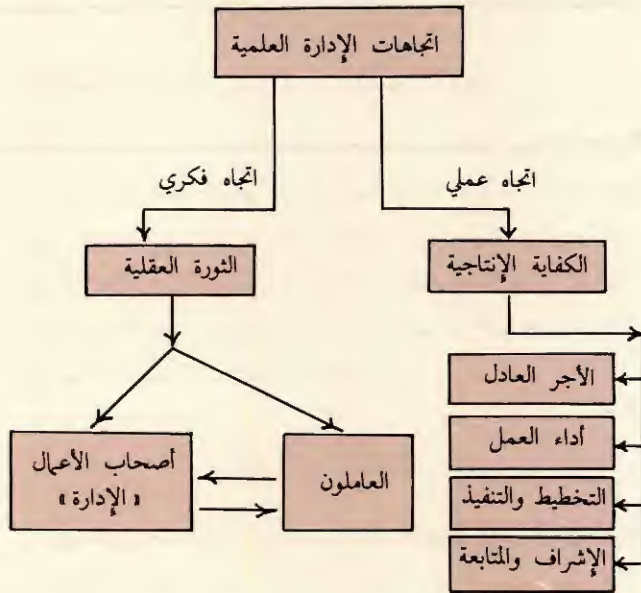 اتجاهات الإدارة العلمية
اتجاه عملي
اتجاه فكري
الكفاية الإنتاجية
الثورة العقلية
الأجر العادل
أداء العمل
التخطيط والتنفيذ
الإشراف والمتابعة
العاملون
أصحاب الأعمال
«الإدارة»